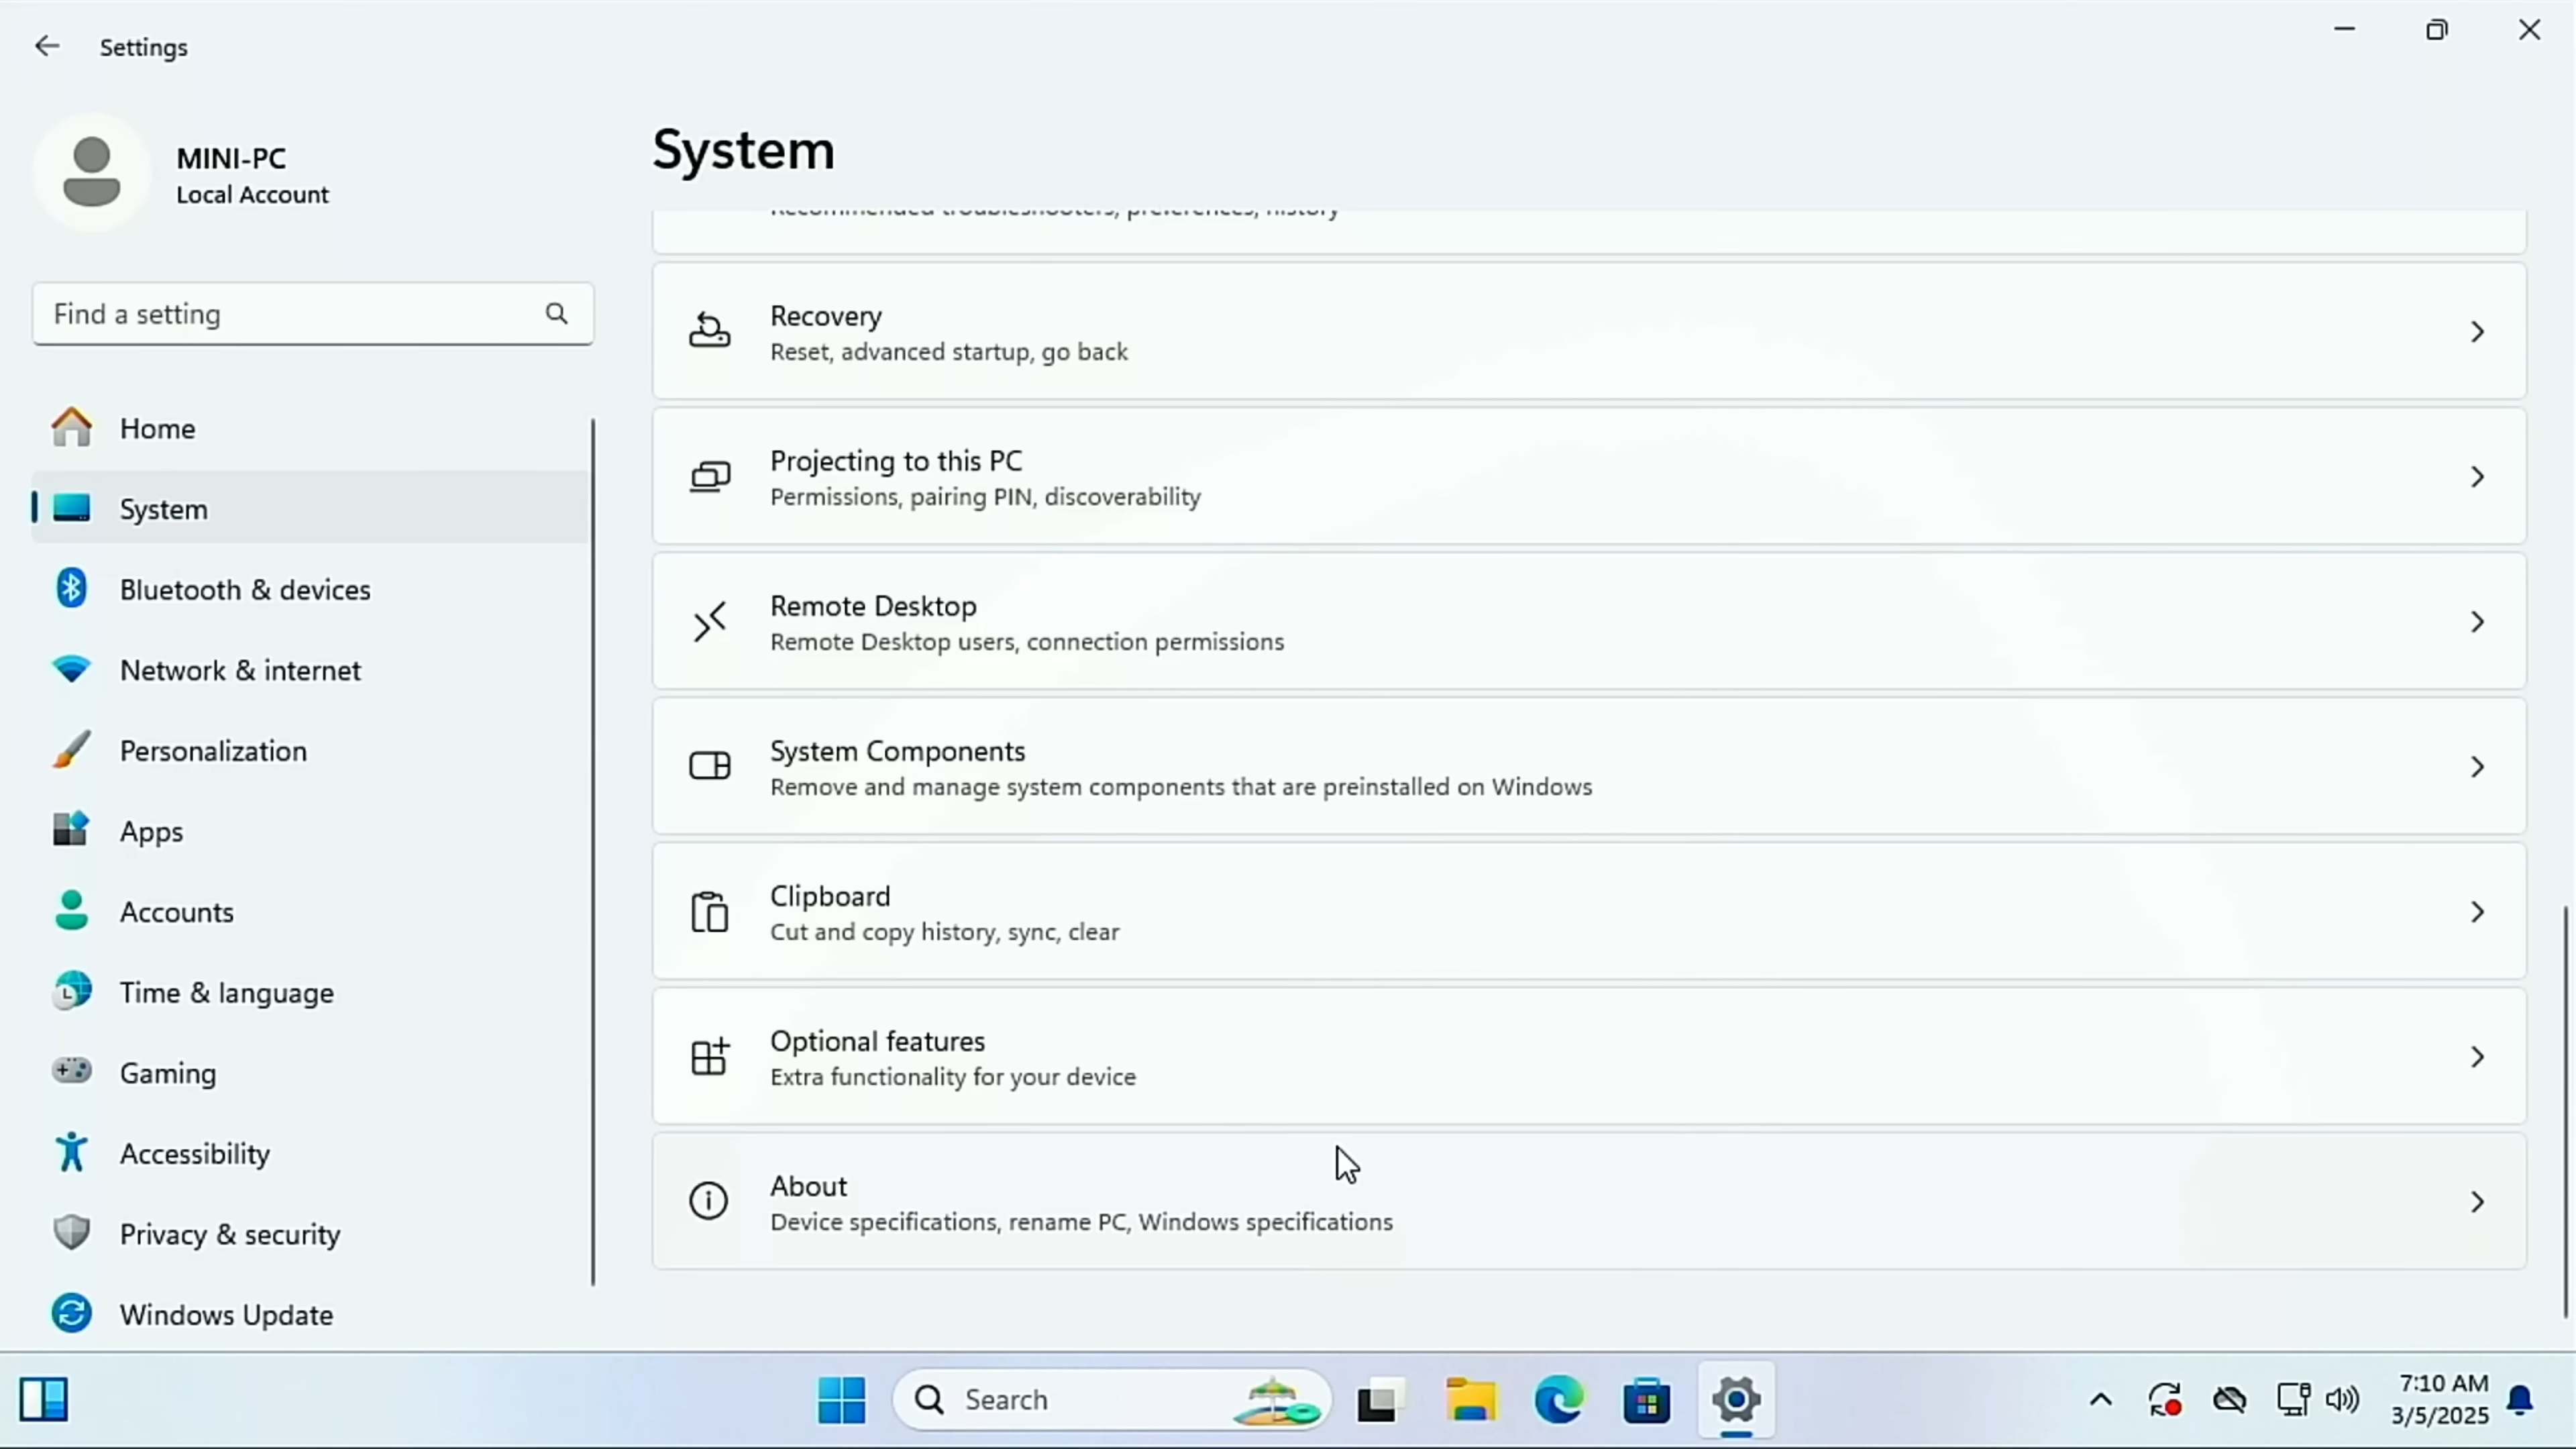 Settings
MINI-PC
Local Account
Find a setting
Home
System
Bluetooth & devices
Network & internet
Personalization
Apps
Accounts
Time & language
Gaming
Accessibility
Privacy & security
Windows Update
System
Recommended troubleshooters, preferences, history
Recovery
Reset, advanced startup, go back
Projecting to this PC
Permissions, pairing PIN, discoverability
Remote Desktop
Remote Desktop users, connection permissions
System Components
Remove and manage system components that are preinstalled on Windows
Clipboard
Cut and copy history, sync, clear
Optional features
Extra functionality for your device
About
Device specifications, rename PC, Windows specifications
Search
7:10 AM
3/5/2025